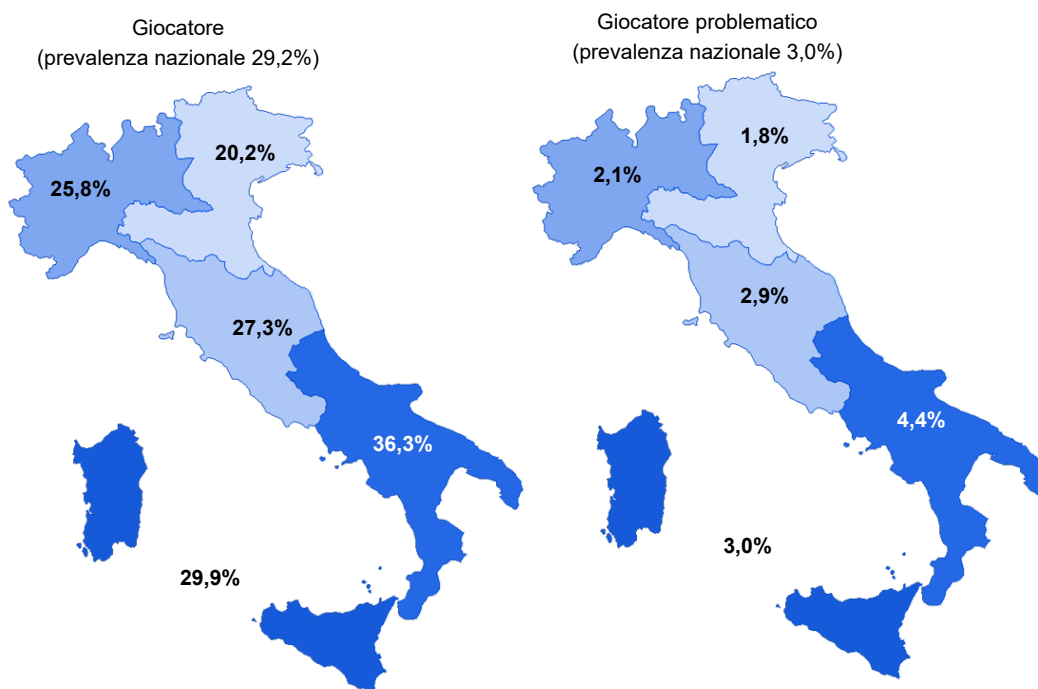 Giocatore
(prevalenza nazionale 29,2%)
20,2%
25,8%
27,3%
36,3%
29,9%
Giocatore problematico
(prevalenza nazionale 3,0%)
1,8%
2,1%
2,9%
4,4%
3,0%